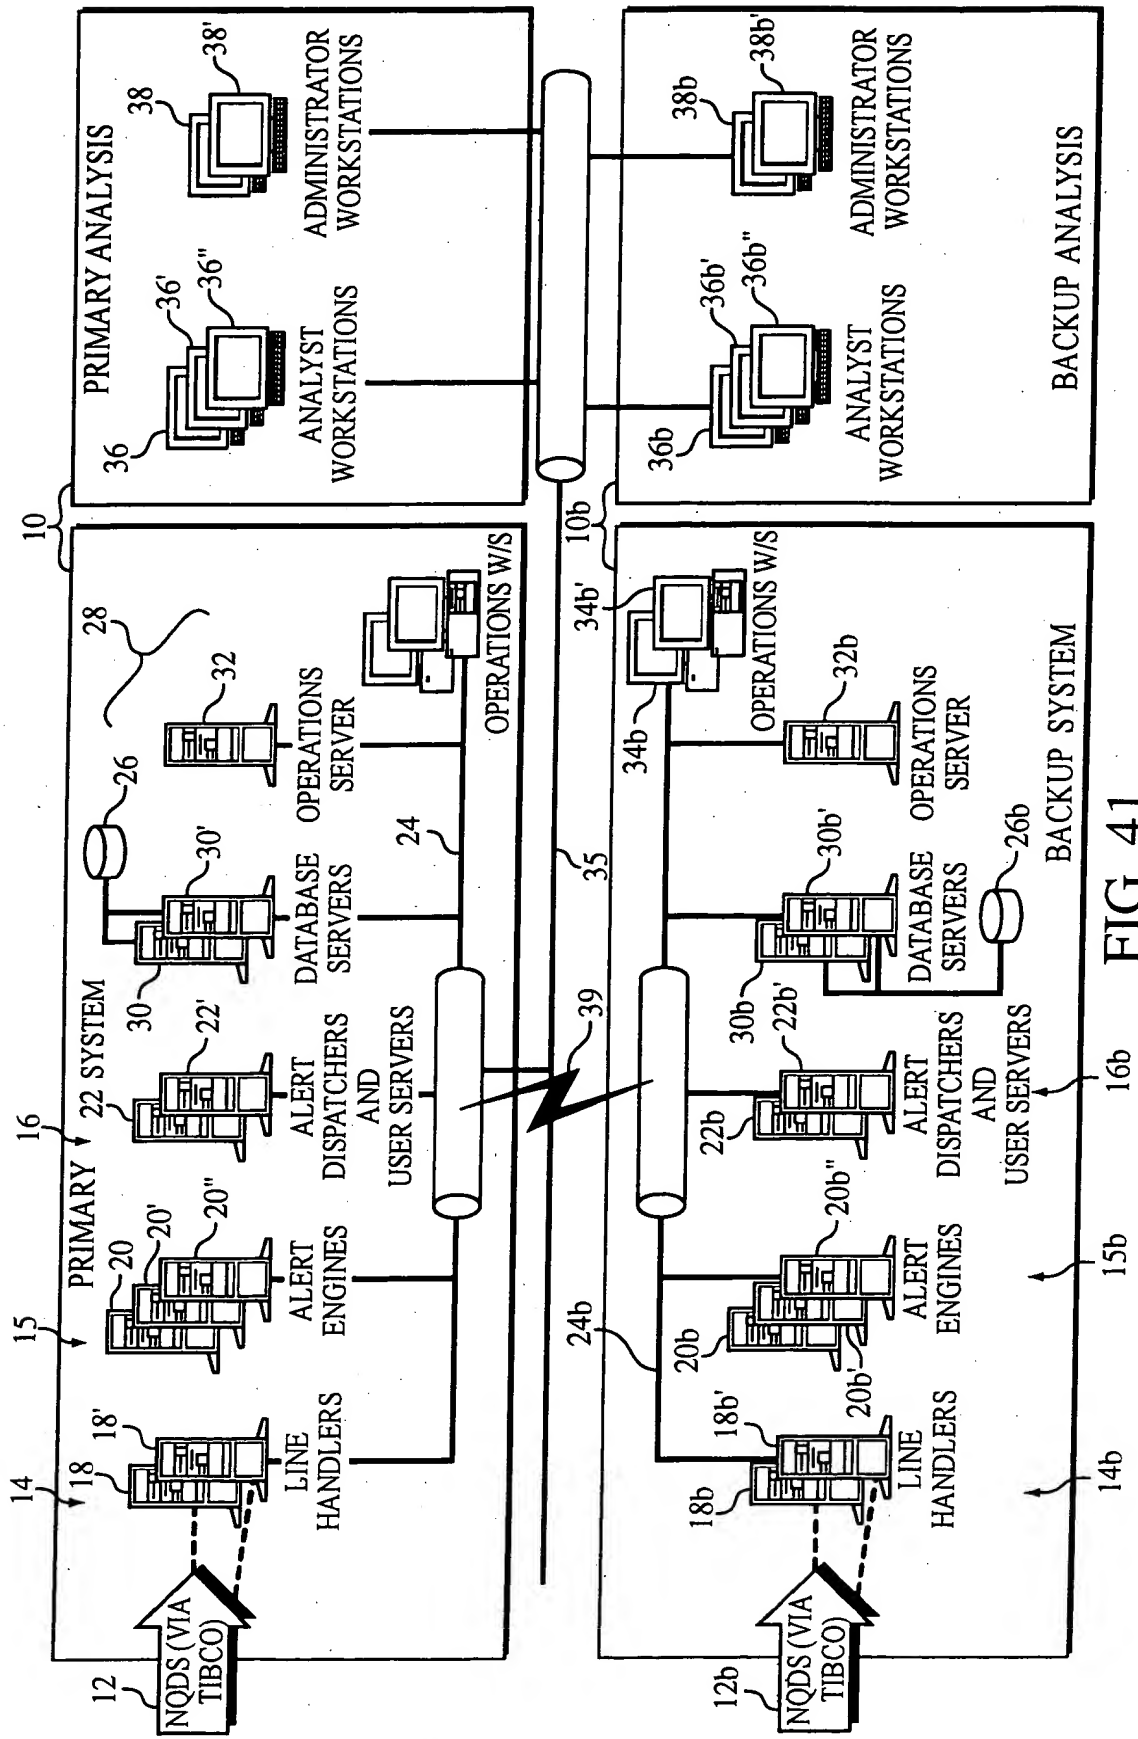 10
PRIMARY SYSTEM
PRIMARY ANALYSIS
14
15
16
28
12
NQDS (VIA
TIBCO)
18
18'
LINE
HANDLERS
20
20'
20"
ALERT
ENGINES
22
22'
ALERT
DISPATCHERS
AND
USER SERVERS
30
30'
26
DATABASE
SERVERS
32
OPERATIONS
SERVER
24
OPERATIONS W/S
36
36'
36"
ANALYST
WORKSTATIONS
38
38'
ADMINISTRATOR
WORKSTATIONS
35
39
10b
12b
NQDS (VIA
TIBCO)
24b
18b
18b'
LINE
HANDLERS
14b
20b
20b'
20b"
ALERT
ENGINES
15b
22b
22b'
ALERT
DISPATCHERS
AND
USER SERVERS
16b
30b
30b'
DATABASE
SERVERS
26b
32b
OPERATIONS
SERVER
34b
34b'
OPERATIONS W/S
BACKUP SYSTEM
36b
36b'
36b"
ANALYST
WORKSTATIONS
38b
38b'
ADMINISTRATOR
WORKSTATIONS
BACKUP ANALYSIS
FIG. 41